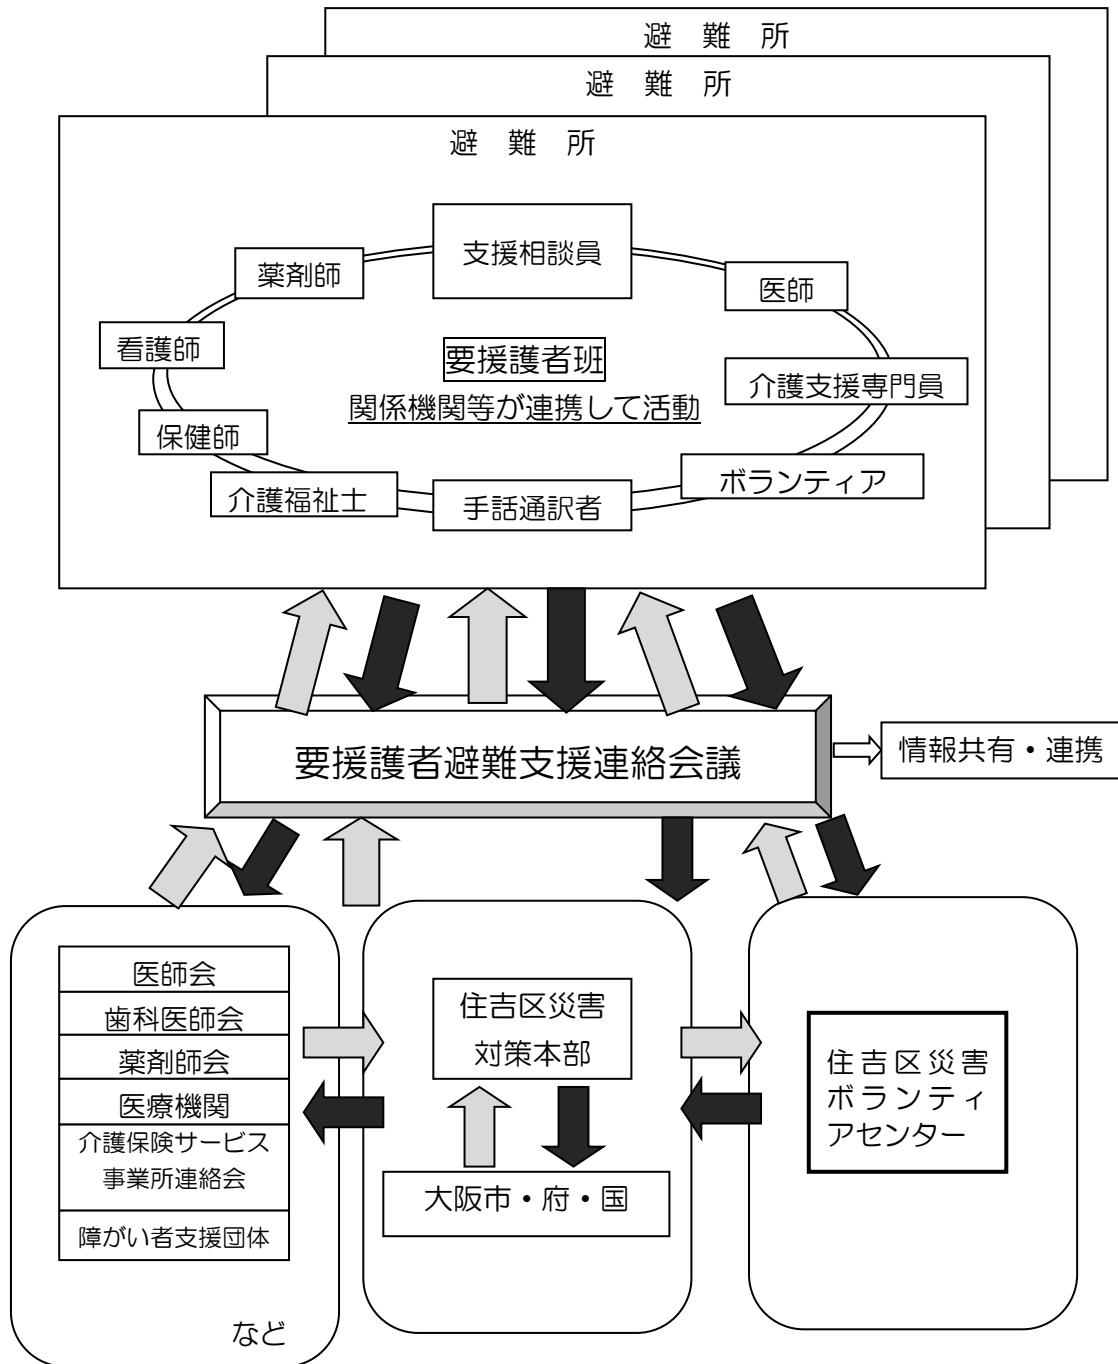 避　難　所
避　難　所
避　難　所
支援相談員
薬剤師
医師
看護師
要援護者班
介護支援専門員
関係機関等が連携して活動
保健師
介護福祉士
手話通訳者
ボランティア
要援護者避難支援連絡会議
情報共有・連携
医師会
歯科医師会
薬剤師会
医療機関
介護保険サービス
事業所連絡会
障がい者支援団体
など
住吉区災害
対策本部
大阪市・府・国
住吉区災害
ボランティ
アセンター